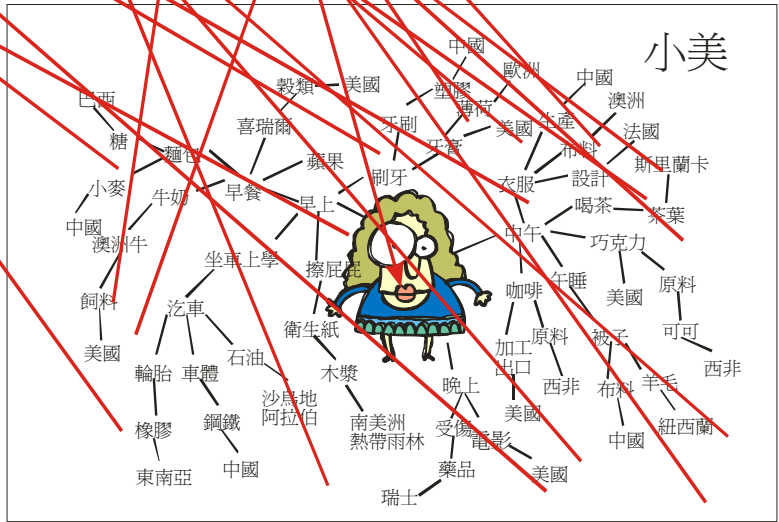 小美
中國
歐洲
中國
穀類
美國
塑膠
澳洲
巴西
薄荷
喜瑞爾
牙刷
美國
生產
法國
糖
牙膏
布料
麵包
蘋果
斯里蘭卡
刷牙
衣服
設計
小麥
牛奶
早餐
早上
喝茶
茶葉
中國
中午
巧克力
澳洲牛
坐車上學
擦屁屁
午睡
原料
飼料
汽車
咖啡
美國
衛生紙
原料
被子
可可
美國
加工
出口
石油
輪胎
車體
木漿
西非
西非
晚上
布料
羊毛
沙烏地
阿拉伯
美國
橡膠
鋼鐵
南美洲
熱帶雨林
受傷
電影
中國
紐西蘭
東南亞
中國
藥品
美國
瑞士